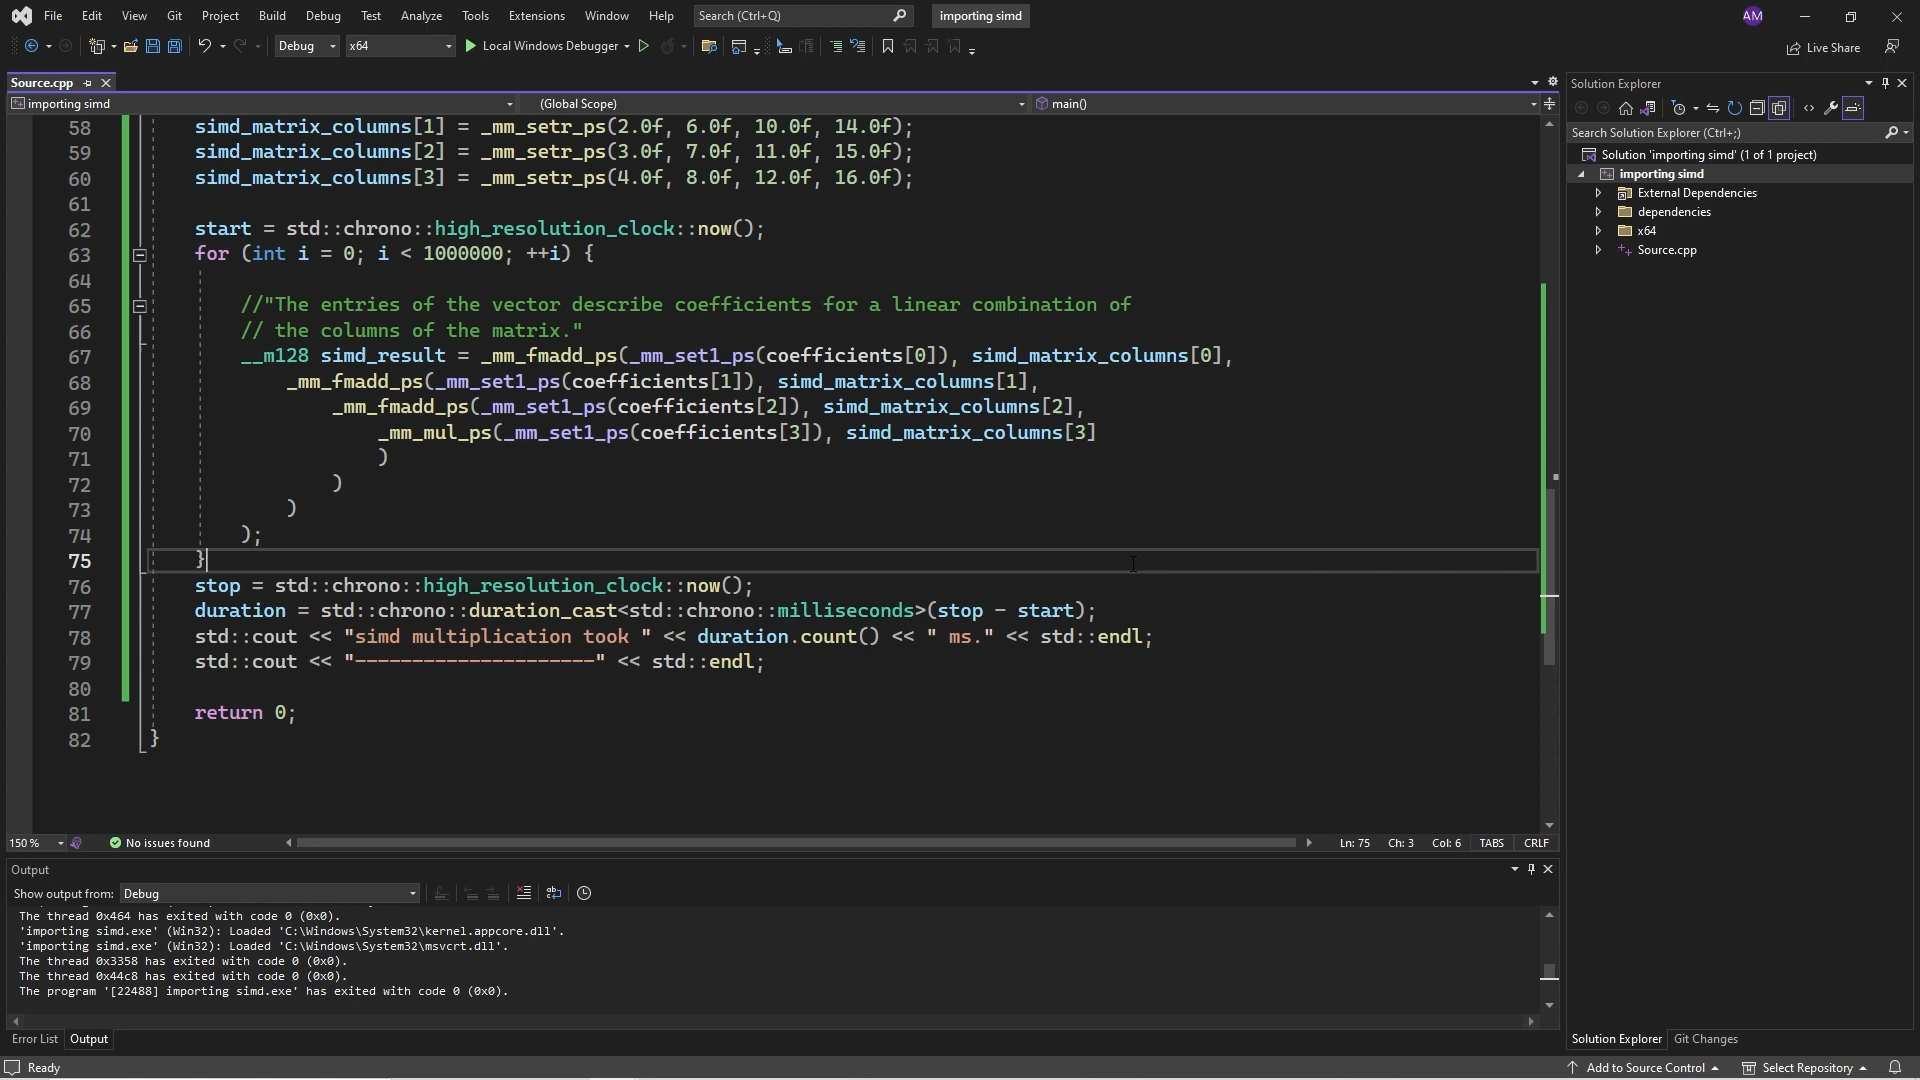 File Edit View Git Project Build Debug Test Analyze Tools Extensions Window Help Search (Ctrl+Q) importing simd AM
Debug x64 Local Windows Debugger Live Share
Source.cpp
importing simd (Global Scope) main()
58 simd_matrix_columns[1] = _mm_setr_ps(2.0f, 6.0f, 10.0f, 14.0f);
59 simd_matrix_columns[2] = _mm_setr_ps(3.0f, 7.0f, 11.0f, 15.0f);
60 simd_matrix_columns[3] = _mm_setr_ps(4.0f, 8.0f, 12.0f, 16.0f);
61
62 start = std::chrono::high_resolution_clock::now();
63 for (int i = 0; i < 1000000; ++i) {
64
65 //"The entries of the vector describe coefficients for a linear combination of
66 // the columns of the matrix."
67 __m128 simd_result = _mm_fmadd_ps(_mm_set1_ps(coefficients[0]), simd_matrix_columns[0],
68 _mm_fmadd_ps(_mm_set1_ps(coefficients[1]), simd_matrix_columns[1],
69 _mm_fmadd_ps(_mm_set1_ps(coefficients[2]), simd_matrix_columns[2],
70 _mm_mul_ps(_mm_set1_ps(coefficients[3]), simd_matrix_columns[3]
71 )
72 )
73 )
74 );
75 }
76 stop = std::chrono::high_resolution_clock::now();
77 duration = std::chrono::duration_cast<std::chrono::milliseconds>(stop - start);
78 std::cout << "simd multiplication took " << duration.count() << " ms." << std::endl;
79 std::cout << "---------------------" << std::endl;
80
81 return 0;
82 }
150 % No issues found Ln: 75 Ch: 3 Col: 6 TABS CRLF
Output
Show output from: Debug
The thread 0x464 has exited with code 0 (0x0).
'importing simd.exe' (Win32): Loaded 'C:\Windows\System32\kernel.appcore.dll'.
'importing simd.exe' (Win32): Loaded 'C:\Windows\System32\msvcrt.dll'.
The thread 0x3358 has exited with code 0 (0x0).
The thread 0x44c8 has exited with code 0 (0x0).
The program '[22488] importing simd.exe' has exited with code 0 (0x0).
Error List Output
Solution Explorer
Search Solution Explorer (Ctrl+;)
Solution 'importing simd' (1 of 1 project)
importing simd
External Dependencies
dependencies
x64
Source.cpp
Solution Explorer Git Changes
Ready Add to Source Control Select Repository